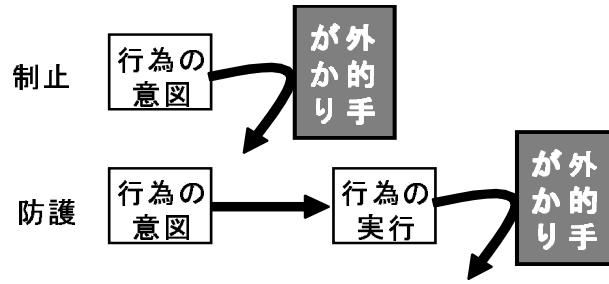 制止
行為の
意図
外的手
がかり
防護
行為の
意図
行為の
実行
外的手
がかり